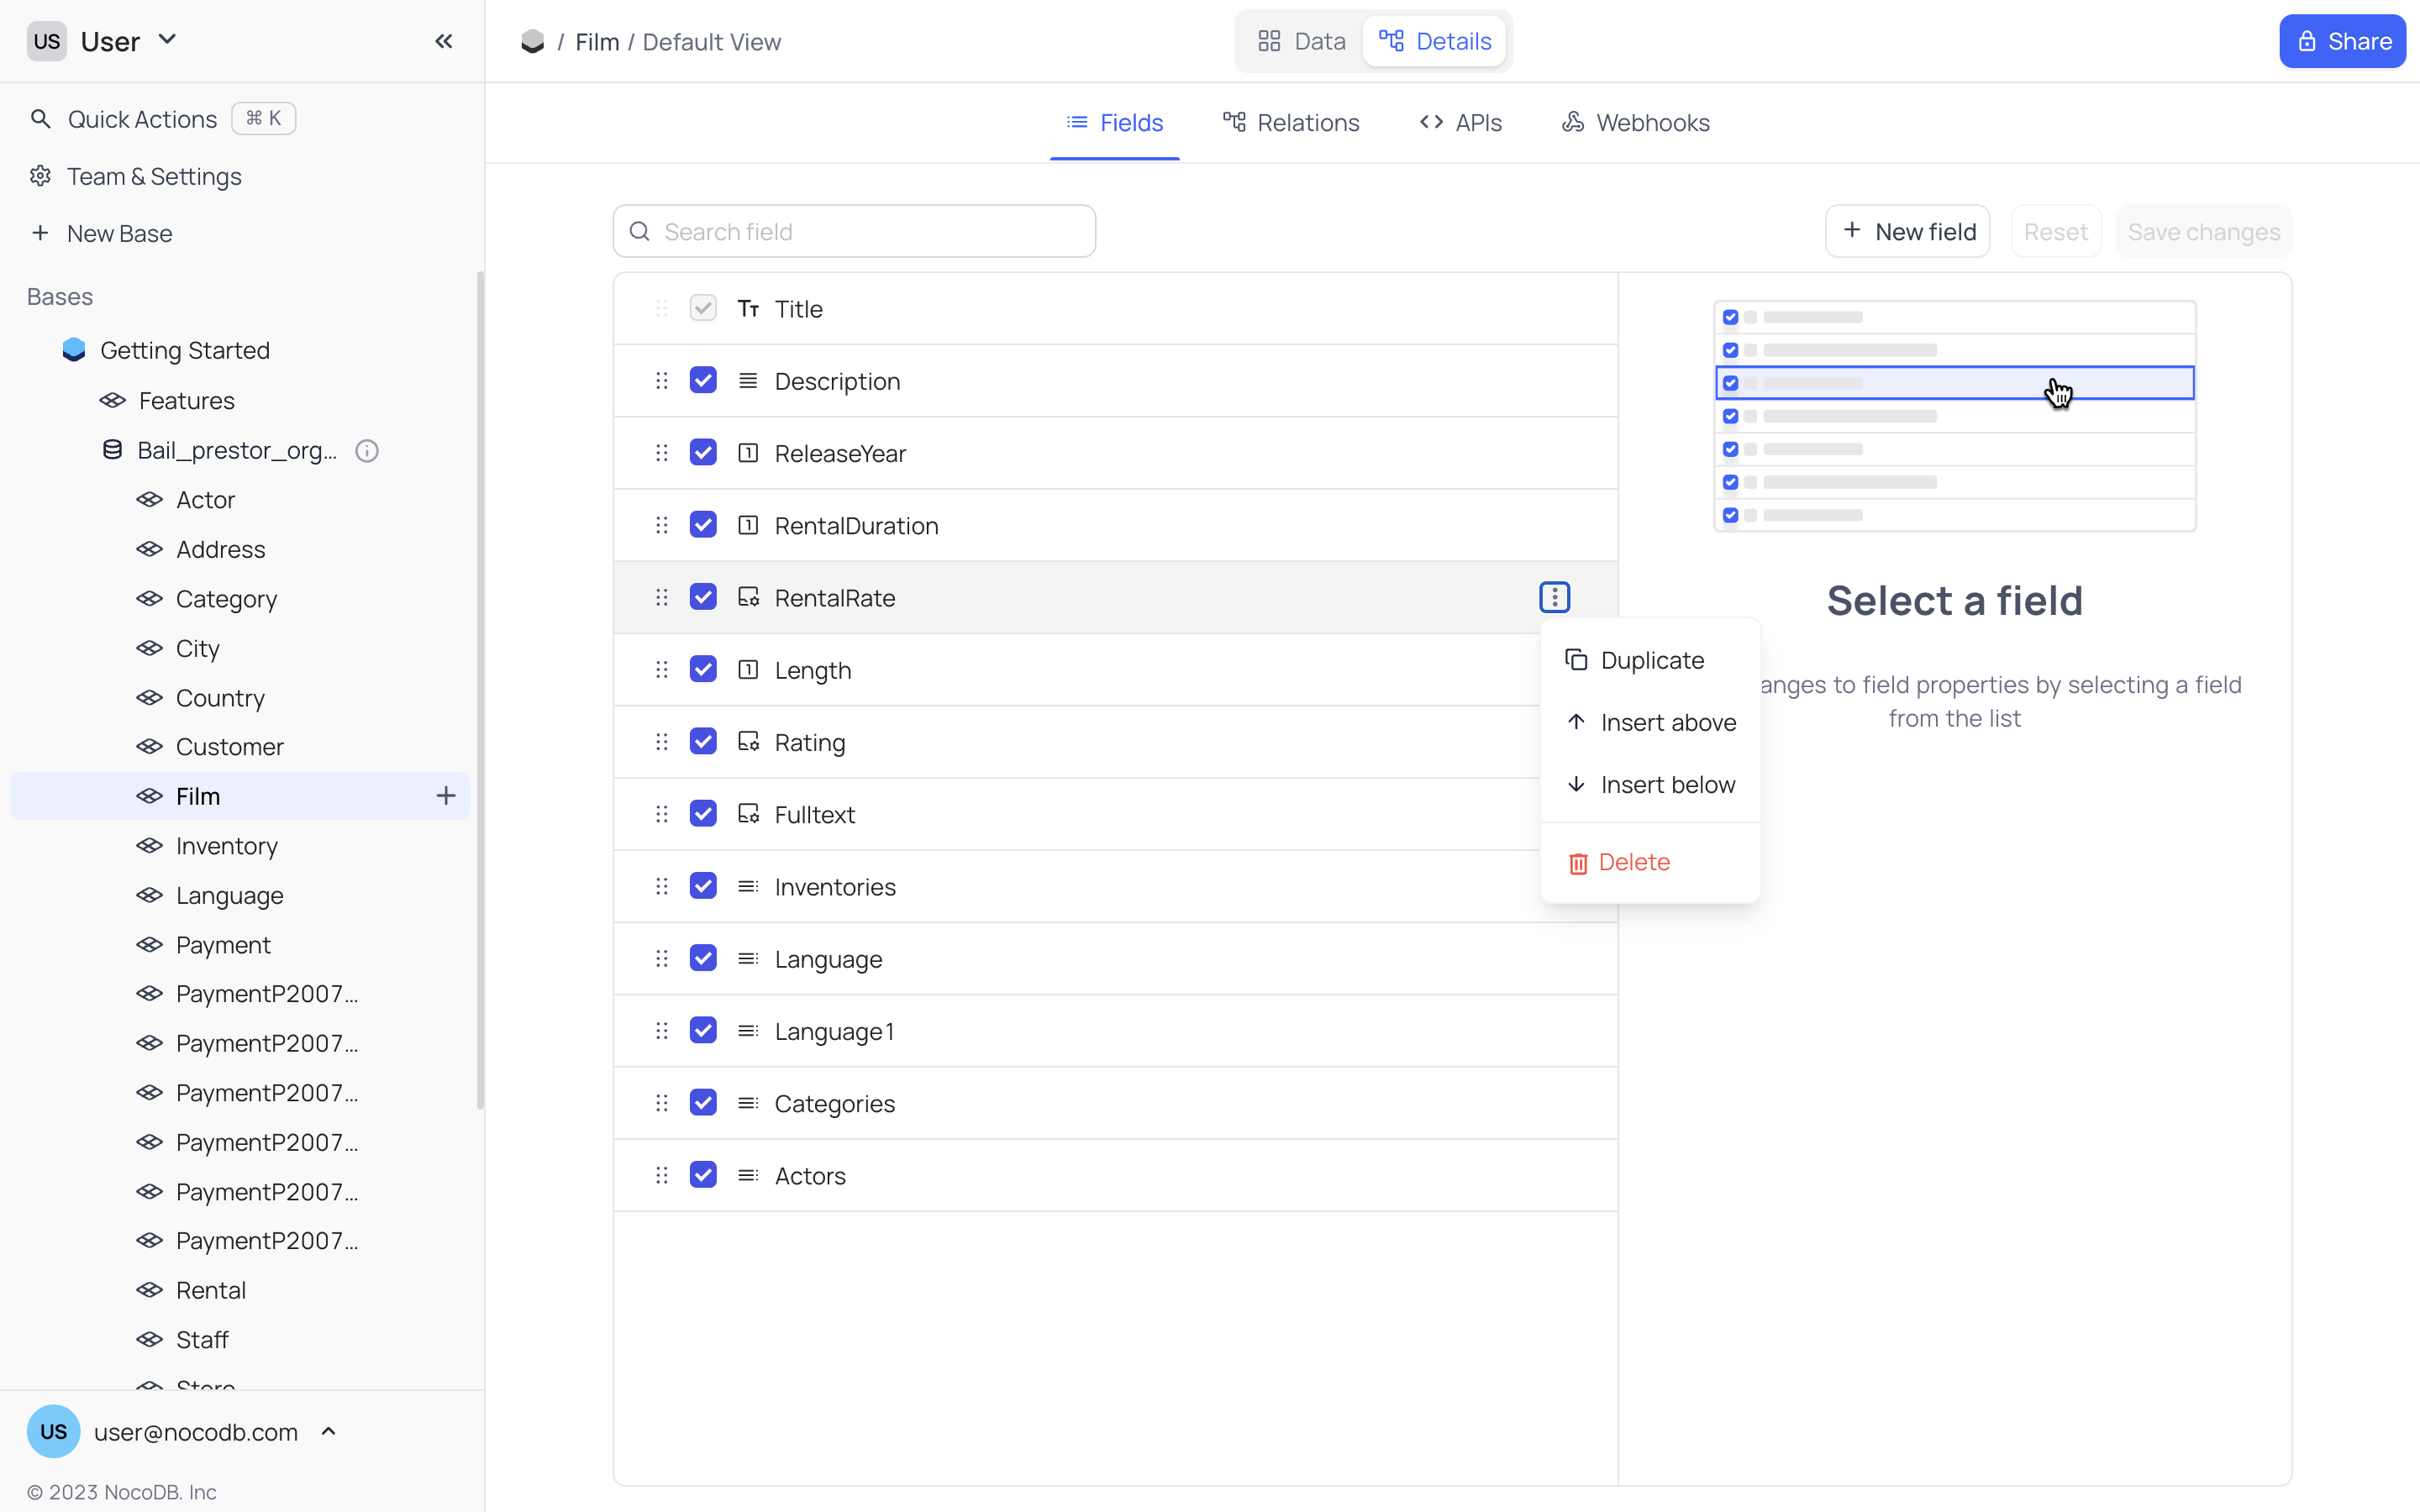 US User
/ Film / Default View
Data
Details
Share
Quick Actions ⌘ K
Team & Settings
New Base
Bases
Getting Started
Features
Bail_prestor_org...
Actor
Address
Category
City
Country
Customer
Film
Inventory
Language
Payment
PaymentP2007...
PaymentP2007...
PaymentP2007...
PaymentP2007...
PaymentP2007...
PaymentP2007...
Rental
Staff
Store
US user@nocodb.com
© 2023 NocoDB. Inc
Fields
Relations
APIs
Webhooks
Search field
New field
Reset
Save changes
Title
Description
ReleaseYear
RentalDuration
RentalRate
Length
Rating
Fulltext
Inventories
Language
Language1
Categories
Actors
Duplicate
Insert above
Insert below
Delete
Select a field
to field properties by selecting a field
from the list